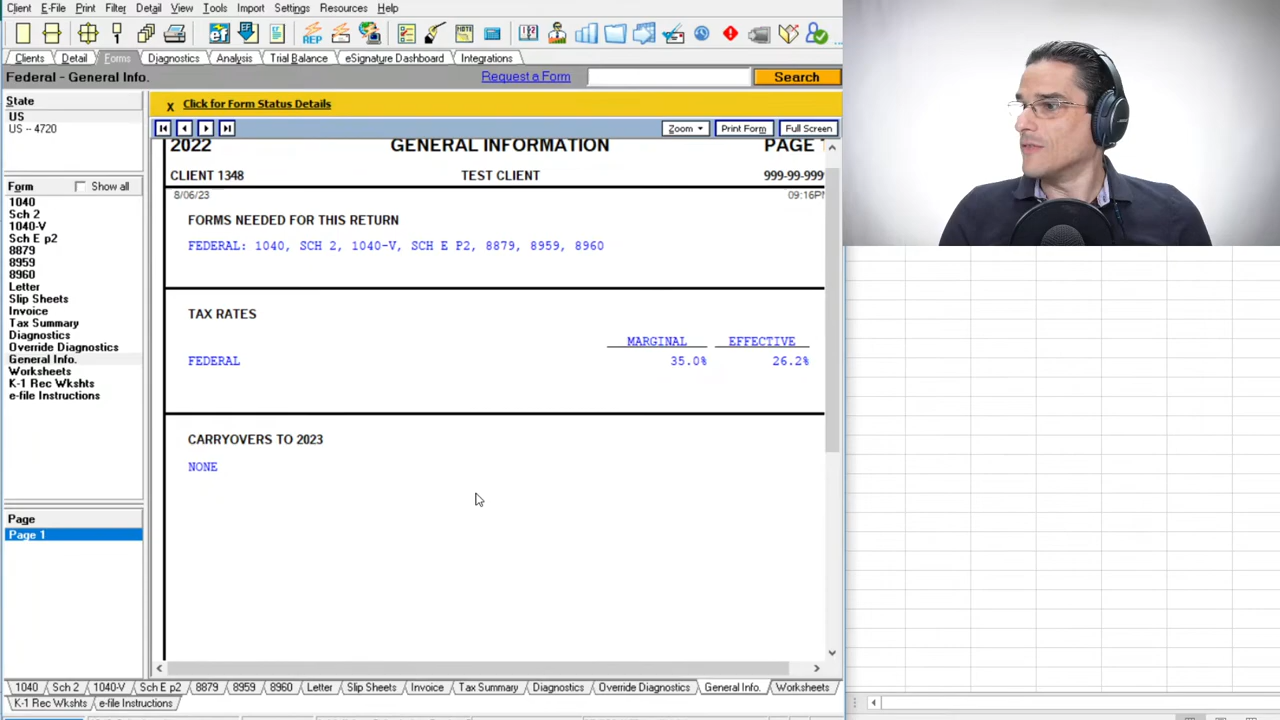 Client E-File Print Filter Detail View Tools Import Settings Resources Help
Clients Detail Forms Diagnostics Analysis Trial Balance eSignature Dashboard Integrations
Federal - General Info. Request a Form Search
State
US
US -- 4720
x Click for Form Status Details
Zoom Print Form Full Screen
Form Show all
1040
Sch 2
1040-V
Sch E p2
8879
8959
8960
Letter
Slip Sheets
Invoice
Tax Summary
Diagnostics
Override Diagnostics
General Info.
Worksheets
K-1 Rec Wkshts
e-file Instructions
Page
Page 1
2022 GENERAL INFORMATION PAGE
CLIENT 1348 TEST CLIENT 999-99-999
8/06/23 09:16P
FORMS NEEDED FOR THIS RETURN
FEDERAL: 1040, SCH 2, 1040-V, SCH E P2, 8879, 8959, 8960
TAX RATES
MARGINAL EFFECTIVE
FEDERAL 35.0% 26.2%
CARRYOVERS TO 2023
NONE
1040 Sch 2 1040-V Sch E p2 8879 8959 8960 Letter Slip Sheets Invoice Tax Summary Diagnostics Override Diagnostics General Info. Worksheets
K-1 Rec Wkshts e-file Instructions